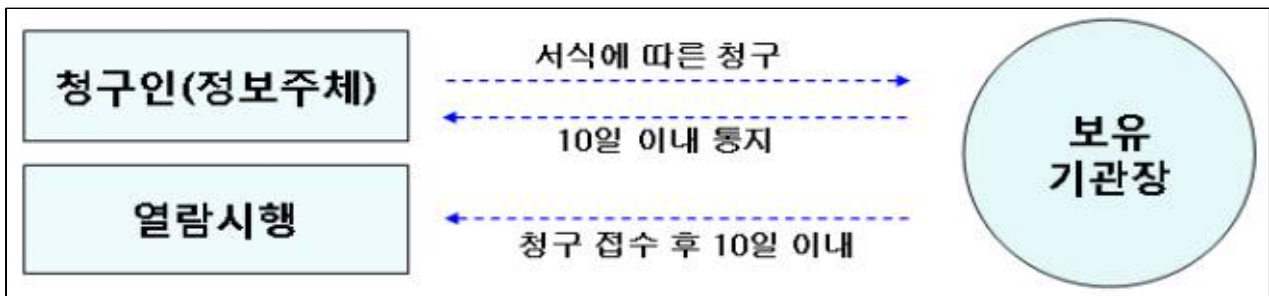 청구인(정보주체)
서식에 따른 청구
10일 이내 통지
보유
기관장
열람시행
청구 접수 후 10일 이내